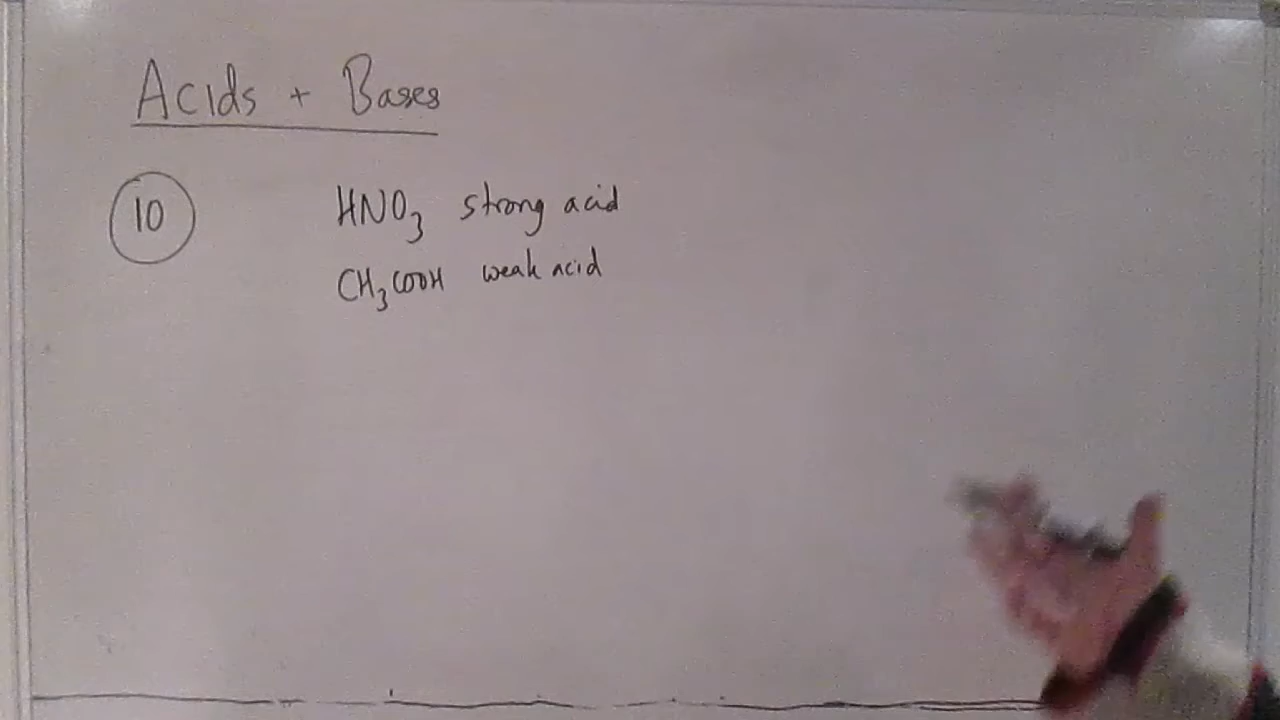 Acids + Bases
10
HNO₃ strong acid
CH₃COOH weak acid